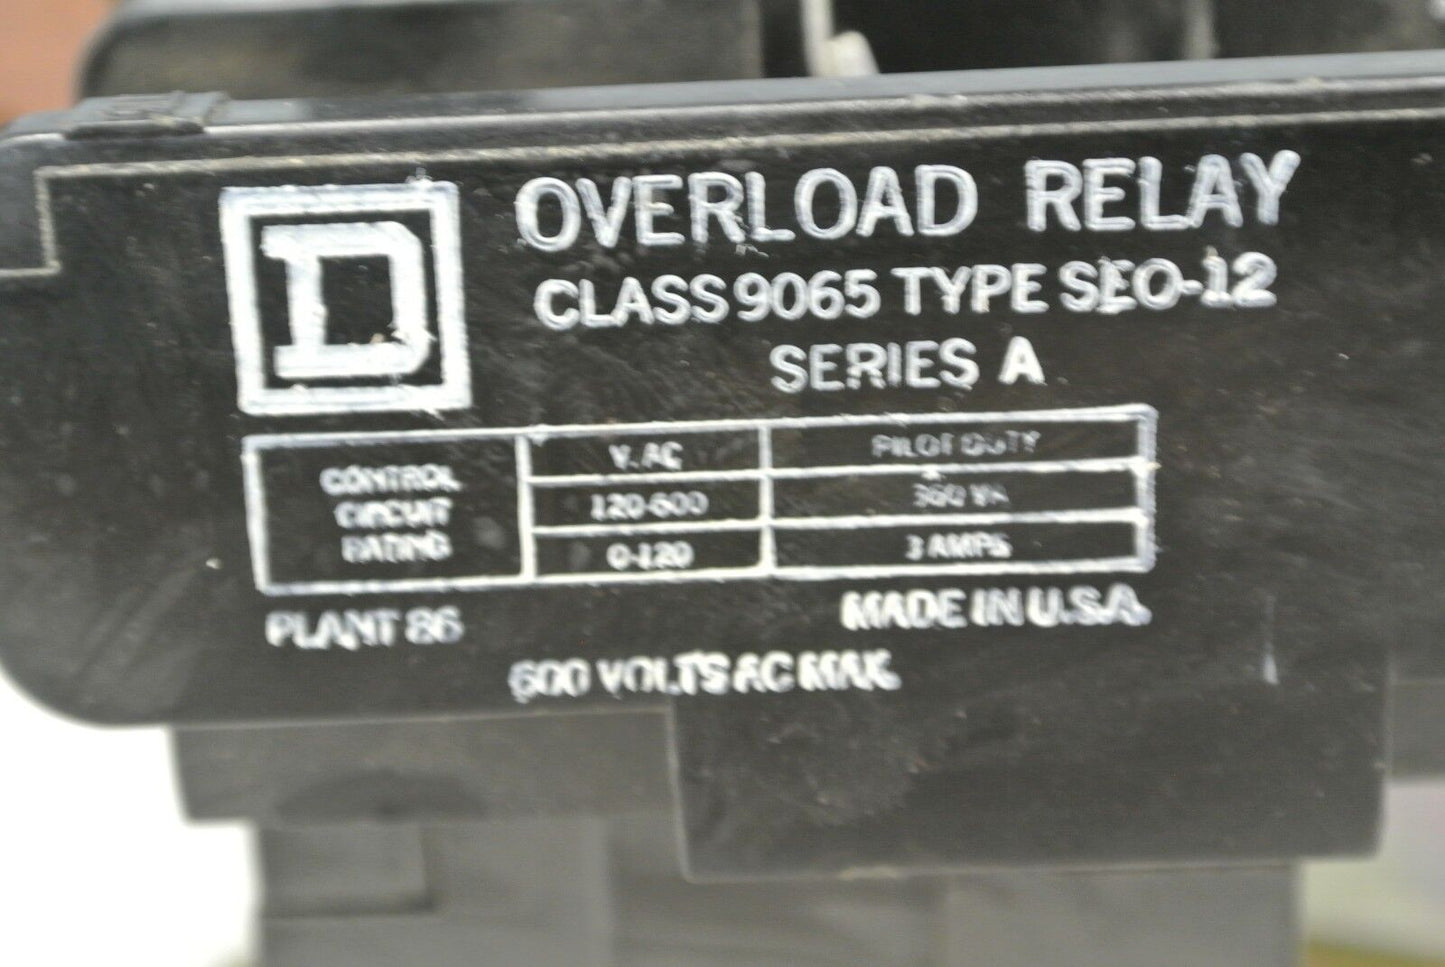 D
OVERLOAD RELAY
CLASS 9065 TYPE SEO-12
SERIES A
CONTROL
CIRCUIT
RATING
V. AC
PILOT DUTY
120-600
360 VA
0-120
3 AMPS
PLANT 86
MADE IN U.S.A.
600 VOLTS AC MAX.